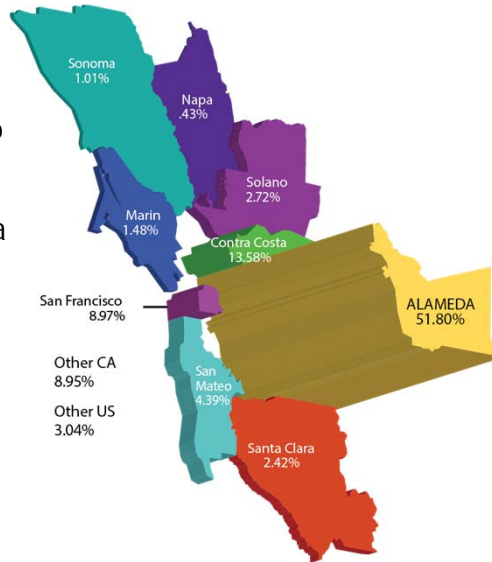 Sonoma
1.01%
Napa
.43%
Solano
2.72%
Marin
1.48%
Contra Costa
13.58%
San Francisco
8.97%
ALAMEDA
51.80%
Other CA
8.95%
San
Mateo
4.39%
Other US
3.04%
Santa Clara
2.42%